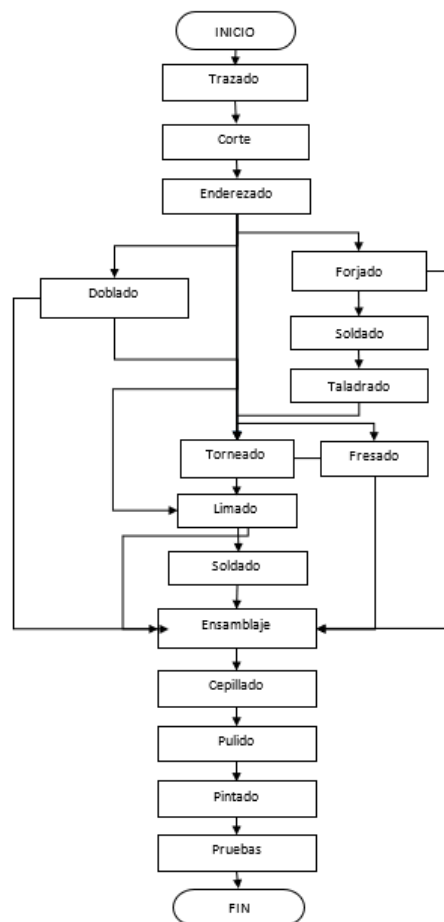 INICIO
Trazado
Corte
Enderezado
Doblado
Forjado
Soldado
Taladrado
Torneado
Fresado
Limado
Soldado
Ensamblaje
Cepillado
Pulido
Pintado
Pruebas
FIN